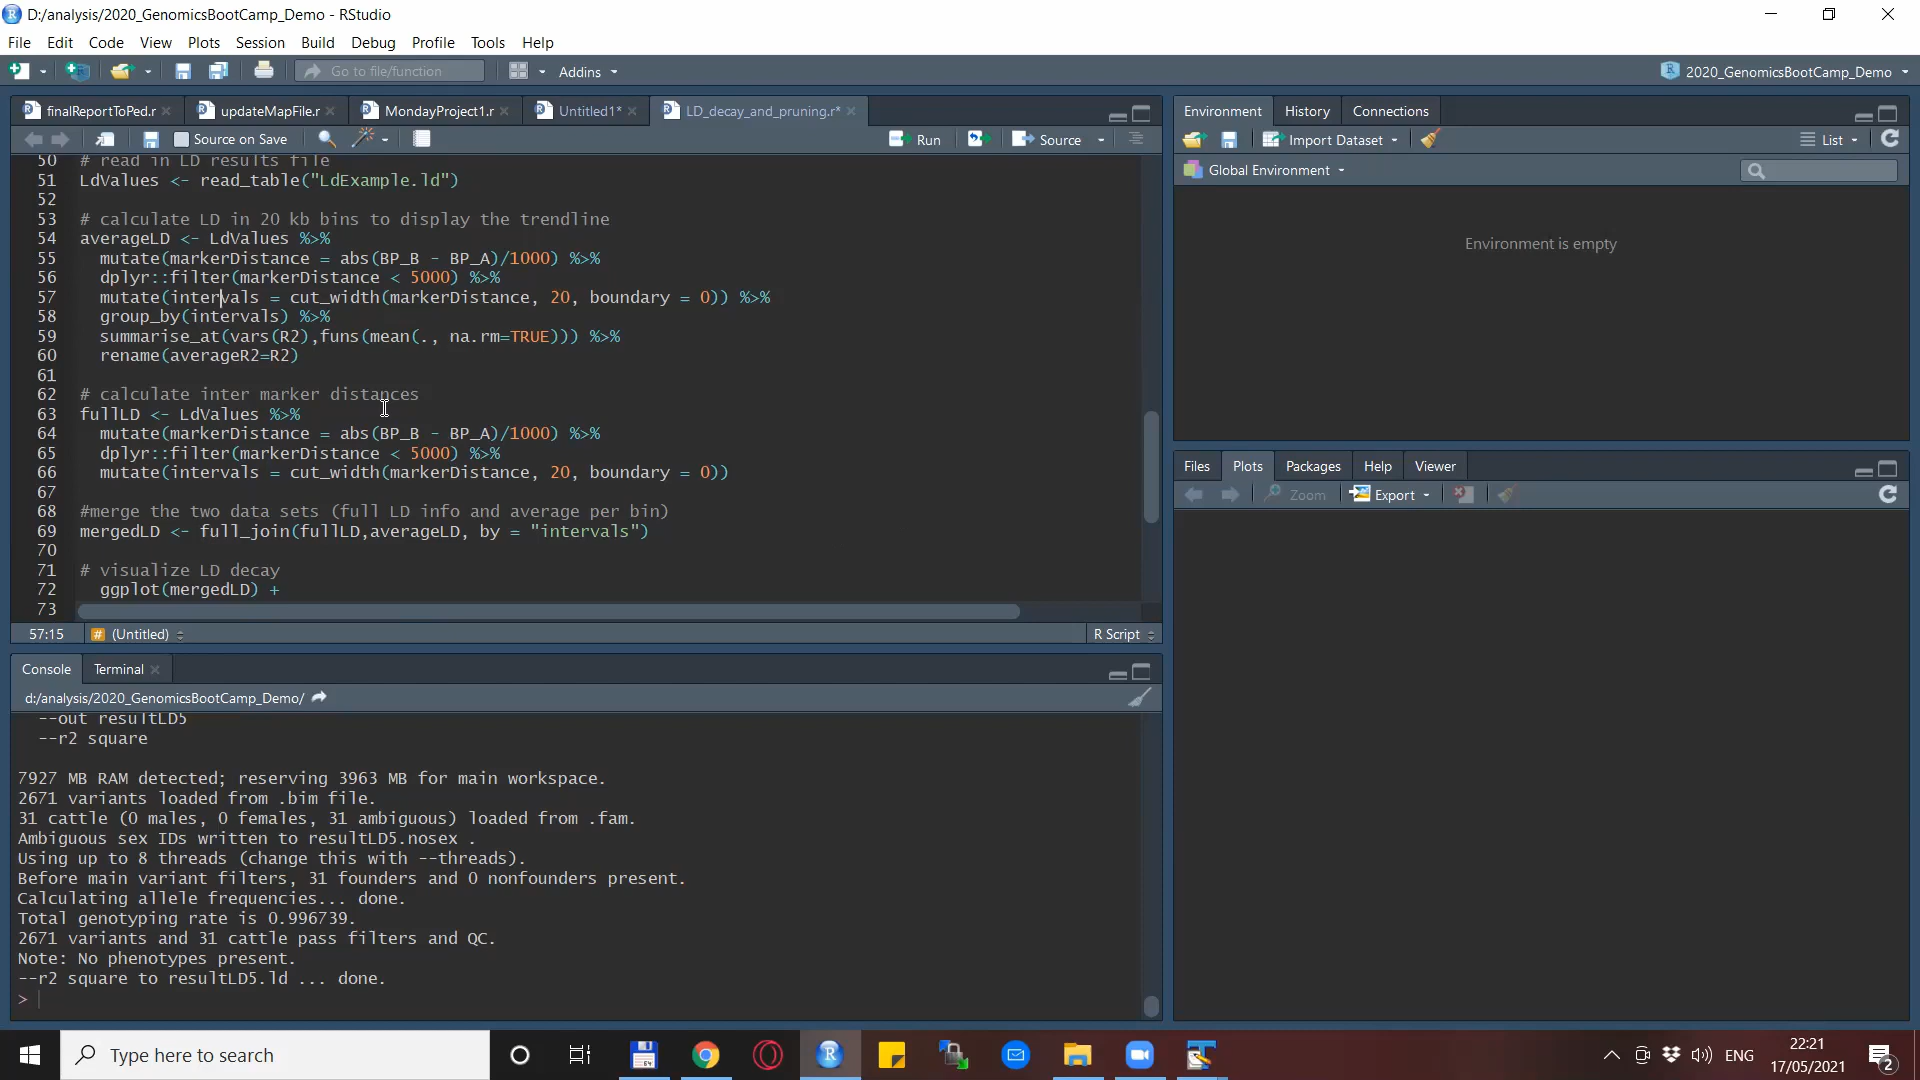 D:/analysis/2020_GenomicsBootCamp_Demo - RStudio
File Edit Code View Plots Session Build Debug Profile Tools Help
Go to file/function Addins 2020_GenomicsBootCamp_Demo
finalReportToPed.r updateMapFile.r MondayProject1.r Untitled1* LD_decay_and_pruning.r*
Source on Save Run Source
50 # read in LD results file
51 LdValues <- read_table("LdExample.ld")
52
53 # calculate LD in 20 kb bins to display the trendline
54 averageLD <- LdValues %>%
55 mutate(markerDistance = abs(BP_B - BP_A)/1000) %>%
56 dplyr::filter(markerDistance < 5000) %>%
57 mutate(intervals = cut_width(markerDistance, 20, boundary = 0)) %>%
58 group_by(intervals) %>%
59 summarise_at(vars(R2),funs(mean(., na.rm=TRUE))) %>%
60 rename(averageR2=R2)
61
62 # calculate inter marker distances
63 fullLD <- LdValues %>%
64 mutate(markerDistance = abs(BP_B - BP_A)/1000) %>%
65 dplyr::filter(markerDistance < 5000) %>%
66 mutate(intervals = cut_width(markerDistance, 20, boundary = 0))
67
68 #merge the two data sets (full LD info and average per bin)
69 mergedLD <- full_join(fullLD,averageLD, by = "intervals")
70
71 # visualize LD decay
72 ggplot(mergedLD) +
73
57:15 # (Untitled) R Script
Console Terminal
d:/analysis/2020_GenomicsBootCamp_Demo/
--out resultLD5
--r2 square
7927 MB RAM detected; reserving 3963 MB for main workspace.
2671 variants loaded from .bim file.
31 cattle (0 males, 0 females, 31 ambiguous) loaded from .fam.
Ambiguous sex IDs written to resultLD5.nosex .
Using up to 8 threads (change this with --threads).
Before main variant filters, 31 founders and 0 nonfounders present.
Calculating allele frequencies... done.
Total genotyping rate is 0.996739.
2671 variants and 31 cattle pass filters and QC.
Note: No phenotypes present.
--r2 square to resultLD5.ld ... done.
>
Environment History Connections
Import Dataset List
Global Environment
Environment is empty
Files Plots Packages Help Viewer
Zoom Export
Type here to search
ENG
22:21
17/05/2021
2